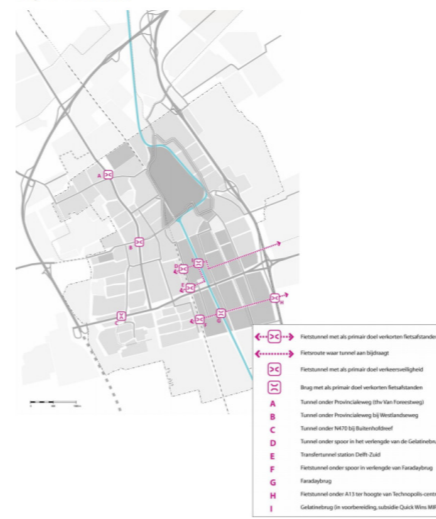 A
B
C
H
Fietstunnel met als primair doel verkorten fietsafstanden
Fietsroute waar tunnel aan bijdraagt
Fietstunnel met als primair doel verkeersveiligheid
Brug met als primair doel verkorten fietsafstanden
A Tunnel onder Provincialeweg (thv Van Foreestweg)
B Tunnel onder Provincialeweg bij Westlandseweg
C Tunnel onder N470 bij Buitenhofdreef
D Tunnel onder spoor in het verlengde van de Gelatinebrug
E Transfertunnel station Delft-Zuid
F Fietstunnel onder spoor in verlengde van Faradaybrug
G Faradaybrug
H Fietstunnel onder A13 ter hoogte van Technopolis
I Gelatinebrug (in voorbereiding, subsidie Quick Wins